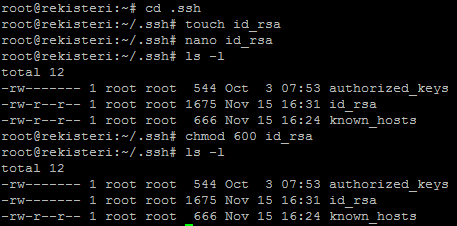 root@rekisteri:~# cd .ssh
root@rekisteri:~/.ssh# touch id_rsa
root@rekisteri:~/.ssh# nano id_rsa
root@rekisteri:~/.ssh# ls -l
total 12
-rw------- 1 root root  544 Oct  3 07:53 authorized_keys
-rw-r--r-- 1 root root 1675 Nov 15 16:31 id_rsa
-rw-r--r-- 1 root root  666 Nov 15 16:24 known_hosts
root@rekisteri:~/.ssh# chmod 600 id_rsa
root@rekisteri:~/.ssh# ls -l
total 12
-rw------- 1 root root  544 Oct  3 07:53 authorized_keys
-rw------- 1 root root 1675 Nov 15 16:31 id_rsa
-rw-r--r-- 1 root root  666 Nov 15 16:24 known_hosts